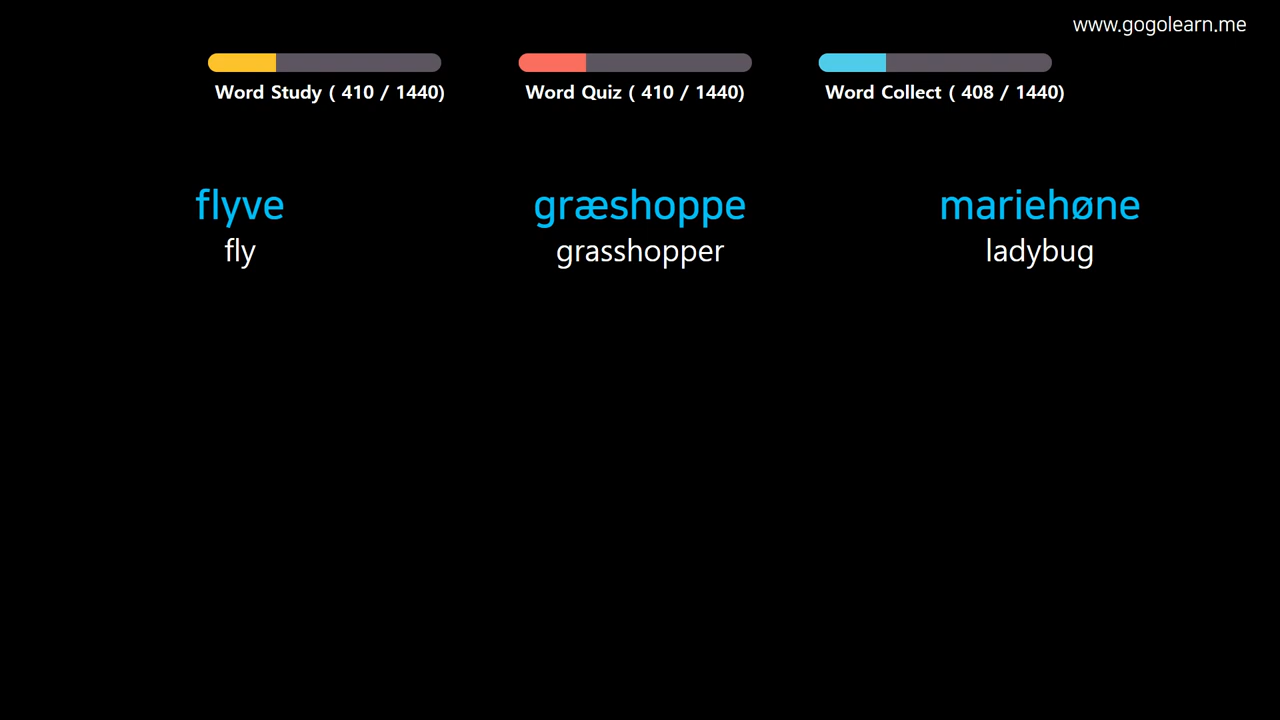 www.gogolearn.me
Word Study ( 410 / 1440)
Word Quiz ( 410 / 1440)
Word Collect ( 408 / 1440)
flyve
fly
græshoppe
grasshopper
mariehøne
ladybug